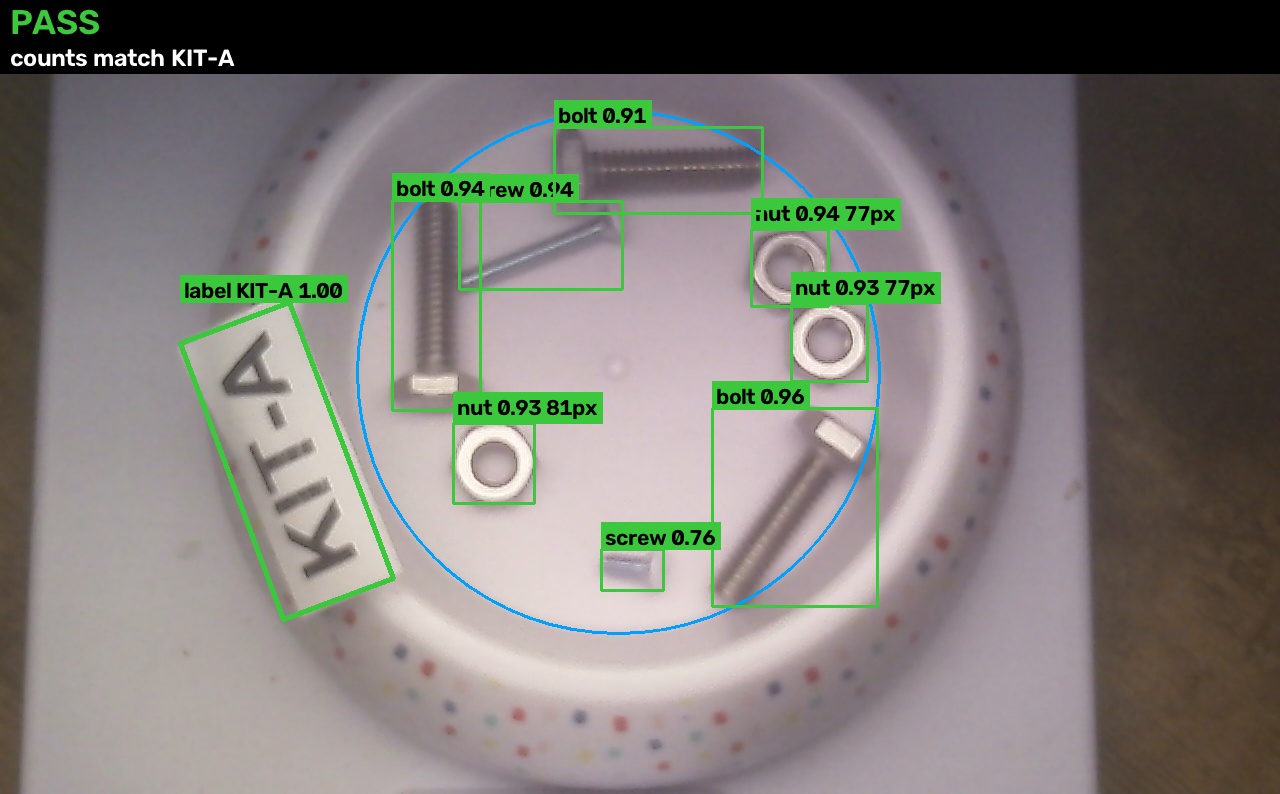 PASS
counts match KIT-A
bolt 0.91
bolt 0.94
rew 0.94
nut 0.94 77px
nut 0.93 77px
label KIT-A 1.00
bolt 0.96
nut 0.93 81px
screw 0.76
KIT-A